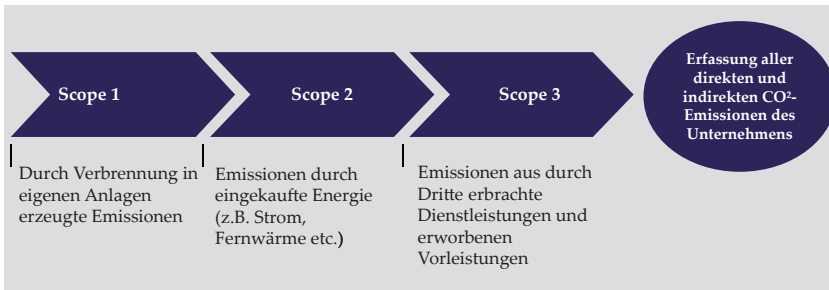 Scope 1
Scope 2
Scope 3
Erfassung aller
direkten und
indirekten CO²-
Emissionen des
Unternehmens
Durch Verbrennung in
eigenen Anlagen
erzeugte Emissionen
Emissionen durch
eingekaufte Energie
(z.B. Strom,
Fernwärme etc.)
Emissionen aus durch
Dritte erbrachte
Dienstleistungen und
erworbenen
Vorleistungen